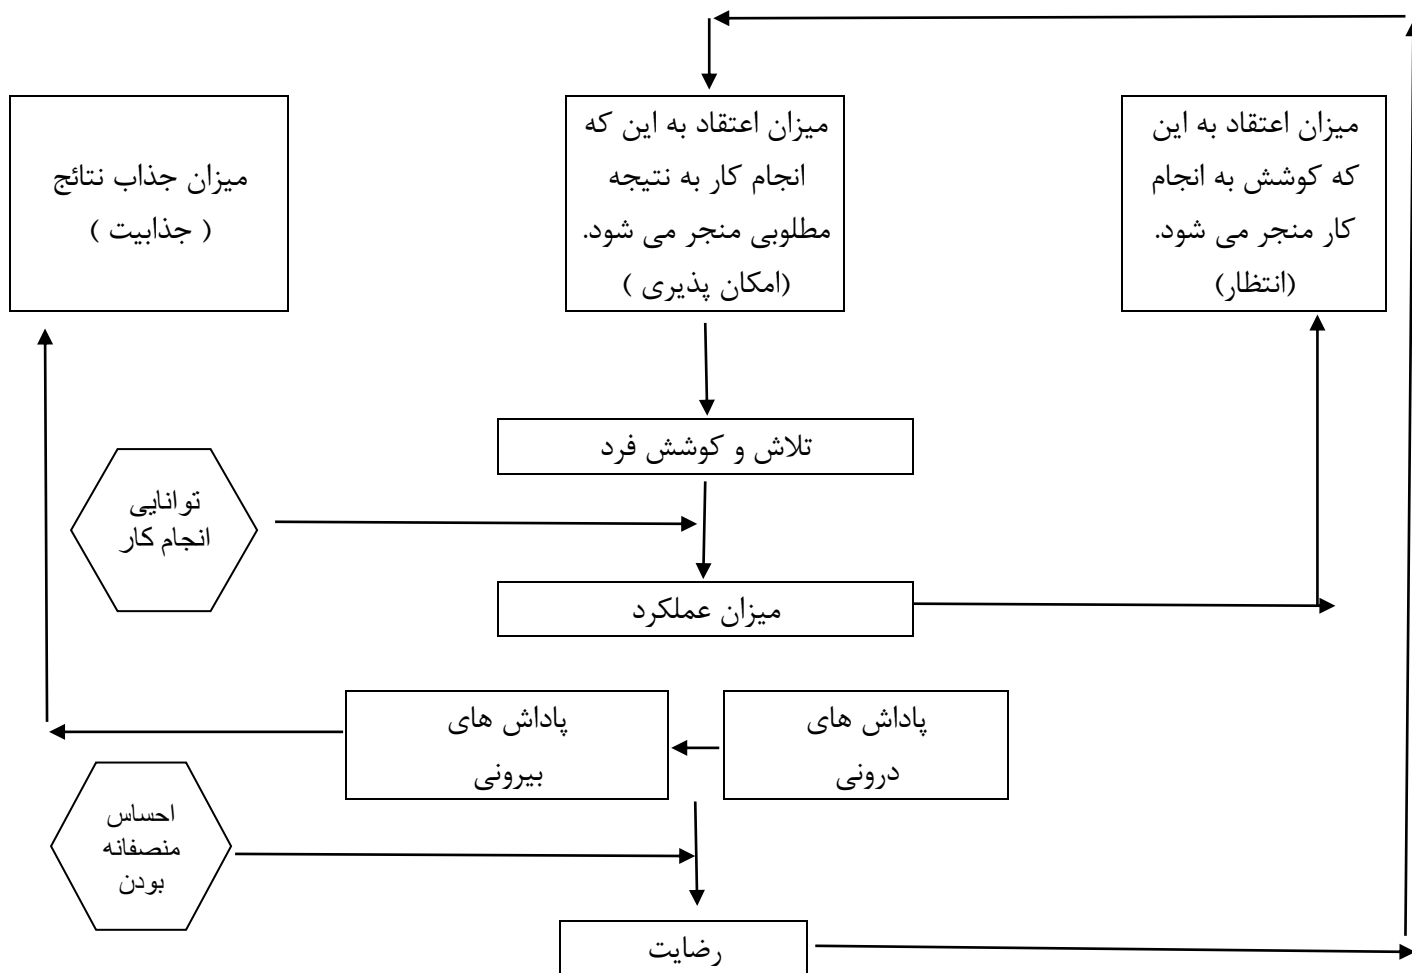 میزان اعتقاد به این
که کوشش به انجام
کار منجر می شود.
(انتظار)
میزان اعتقاد به این که
انجام کار به نتیجه
مطلوبی منجر می شود.
(امکان پذیری )
میزان جذاب نتائج
( جذابیت )
تلاش و کوشش فرد
توانایی
انجام کار
میزان عملکرد
پاداش های
درونی
پاداش های
بیرونی
احساس
منصفانه
بودن
رضایت